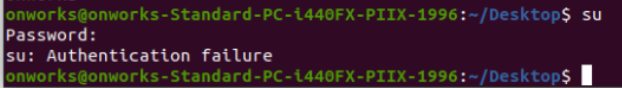 onworks@onworks-Standard-PC-i440FX-PIIX-1996:~/Desktop$ su
Password:
su: Authentication failure
onworks@onworks-Standard-PC-i440FX-PIIX-1996:~/Desktop$